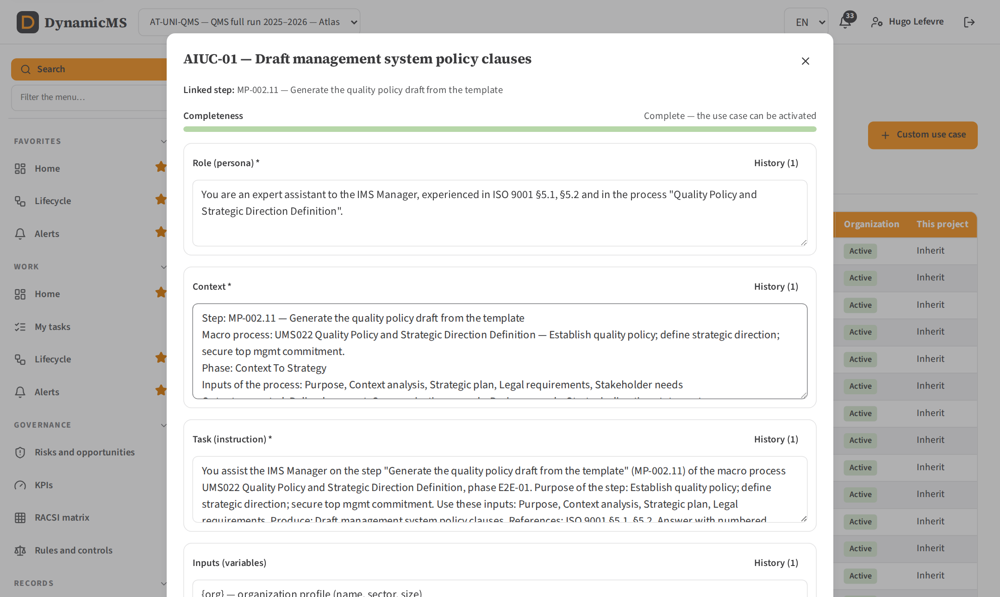 DynamicMS
AT-UNI-QMS — QMS full run 2025–2026 — Atlas
EN
33
Hugo Lefevre
Search
Filter the menu...
FAVORITES
Home
Lifecycle
Alerts
WORK
Home
My tasks
Lifecycle
Alerts
GOVERNANCE
Risks and opportunities
KPIs
RACSI matrix
Rules and controls
RECORDS
AIUC-01 — Draft management system policy clauses
Linked step: MP-002.11 — Generate the quality policy draft from the template
Completeness
Complete — the use case can be activated
Role (persona) *
History (1)
You are an expert assistant to the IMS Manager, experienced in ISO 9001 §5.1, §5.2 and in the process "Quality Policy and
Strategic Direction Definition".
Context *
History (1)
Step: MP-002.11 — Generate the quality policy draft from the template
Macro process: UMS022 Quality Policy and Strategic Direction Definition — Establish quality policy; define strategic direction;
secure top mgmt commitment.
Phase: Context To Strategy
Inputs of the process: Purpose, Context analysis, Strategic plan, Legal requirements, Stakeholder needs
Task (instruction) *
History (1)
You assist the IMS Manager on the step "Generate the quality policy draft from the template" (MP-002.11) of the macro process
UMS022 Quality Policy and Strategic Direction Definition, phase E2E-01. Purpose of the step: Establish quality policy; define
strategic direction; secure top mgmt commitment. Use these inputs: Purpose, Context analysis, Strategic plan, Legal
requirements. Produce: Draft management system policy clauses. References: ISO 9001 §5.1, §5.2. Answer with numbered
Inputs (variables)
History (1)
{org} — organization profile (name, sector, size)
Custom use case
Organization
This project
Active
Inherit
Active
Inherit
Active
Inherit
Active
Inherit
Active
Inherit
Active
Inherit
Active
Inherit
Active
Inherit
Active
Inherit
Active
Inherit
Active
Inherit
Active
Inherit
Active
Inherit